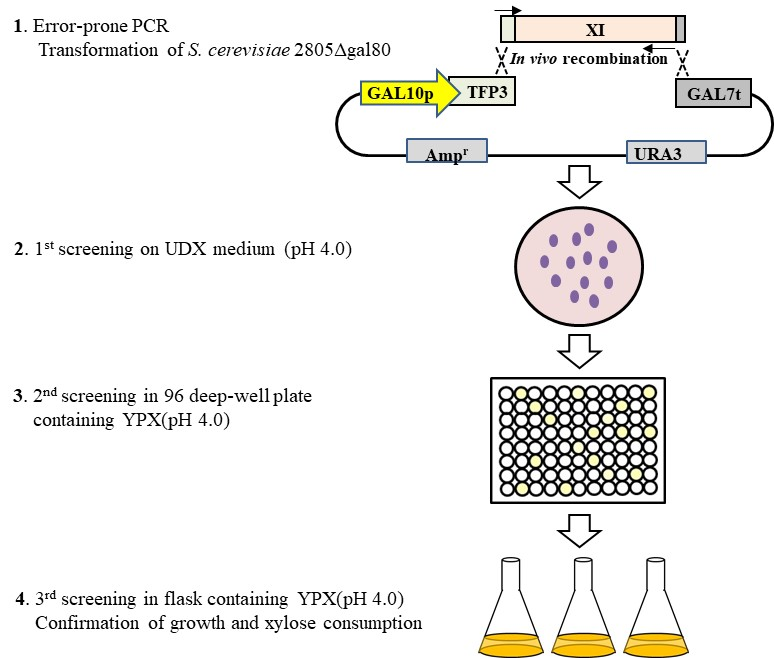 1. Error-prone PCR
Transformation of S. cerevisiae 2805Δgal80
XI
In vivo recombination
GAL10p
TFP3
GAL7t
Ampʳ
URA3
2. 1ˢᵗ screening on UDX medium (pH 4.0)
3. 2ⁿᵈ screening in 96 deep-well plate
containing YPX(pH 4.0)
4. 3ʳᵈ screening in flask containing YPX(pH 4.0)
Confirmation of growth and xylose consumption